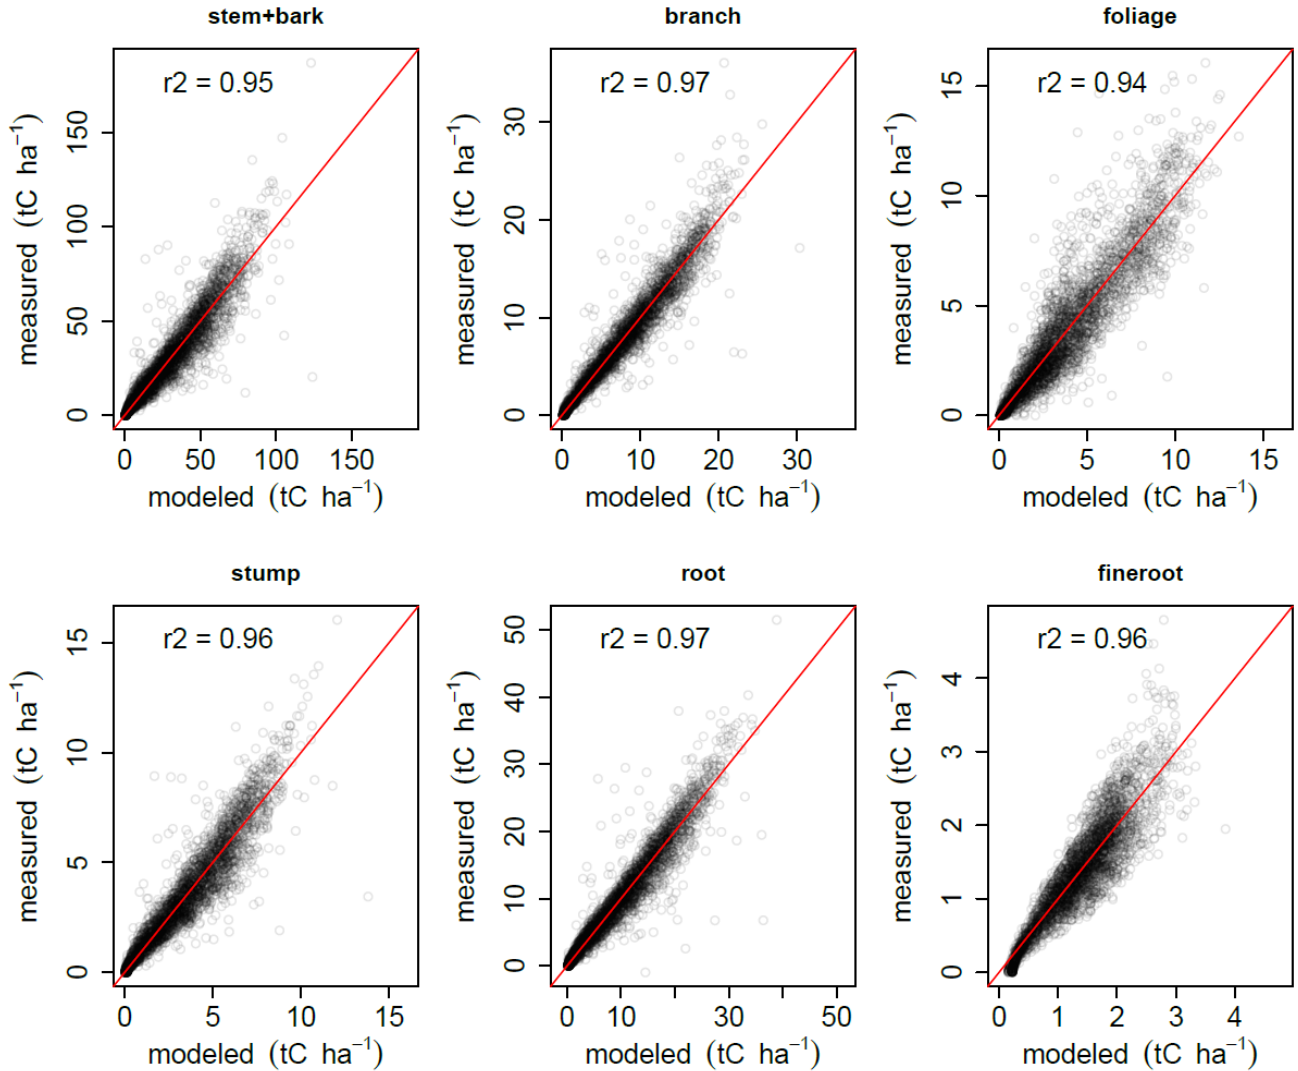 stem+bark
r2 = 0.95
measured (tC ha⁻¹)
150
100
50
0
0 50 100 150
modeled (tC ha⁻¹)
branch
r2 = 0.97
measured (tC ha⁻¹)
30
20
10
0
0 10 20 30
modeled (tC ha⁻¹)
foliage
r2 = 0.94
measured (tC ha⁻¹)
15
10
5
0
0 5 10 15
modeled (tC ha⁻¹)
stump
r2 = 0.96
measured (tC ha⁻¹)
15
10
5
0
0 5 10 15
modeled (tC ha⁻¹)
root
r2 = 0.97
measured (tC ha⁻¹)
50
40
30
20
10
0
0 10 30 50
modeled (tC ha⁻¹)
fineroot
r2 = 0.96
measured (tC ha⁻¹)
4
3
2
1
0
0 1 2 3 4
modeled (tC ha⁻¹)